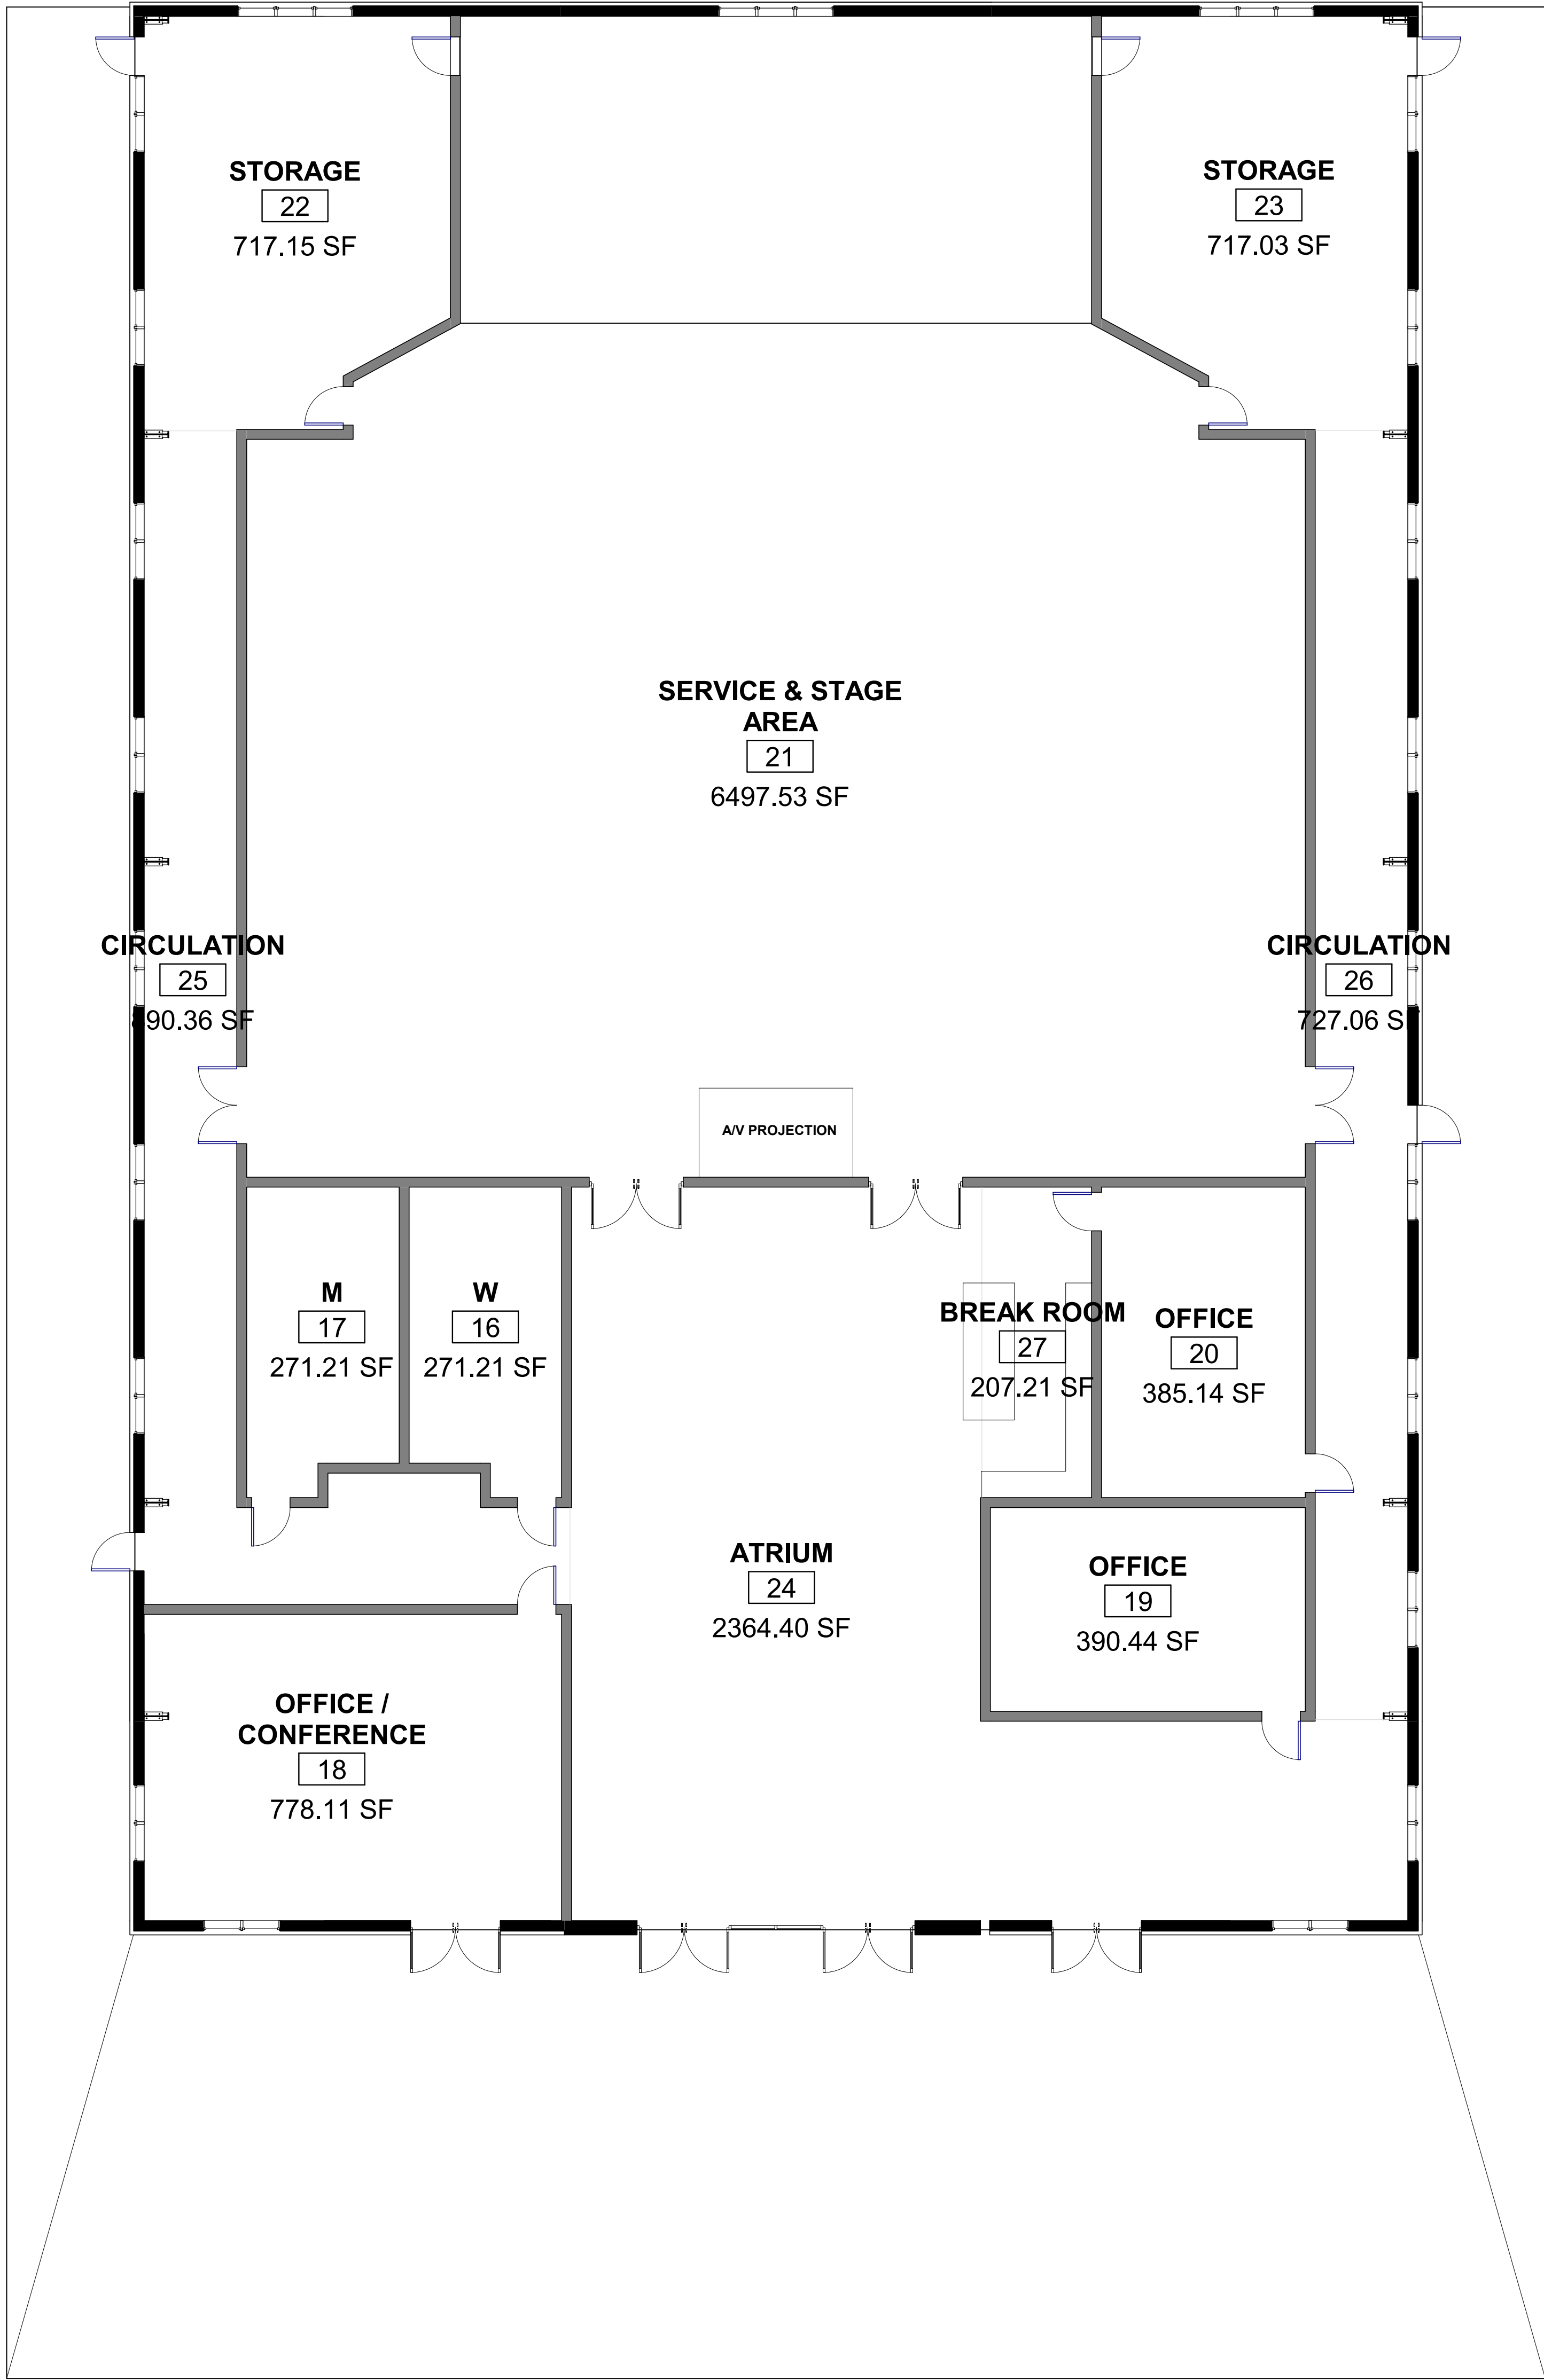 STORAGE
22
717.15 SF
STORAGE
23
717.03 SF
SERVICE & STAGE
AREA
21
6497.53 SF
CIRCULATION
25
890.36 SF
CIRCULATION
26
727.06 SF
A/V PROJECTION
M
17
271.21 SF
W
16
271.21 SF
BREAK ROOM
27
207.21 SF
OFFICE
20
385.14 SF
ATRIUM
24
2364.40 SF
OFFICE
19
390.44 SF
OFFICE /
CONFERENCE
18
778.11 SF